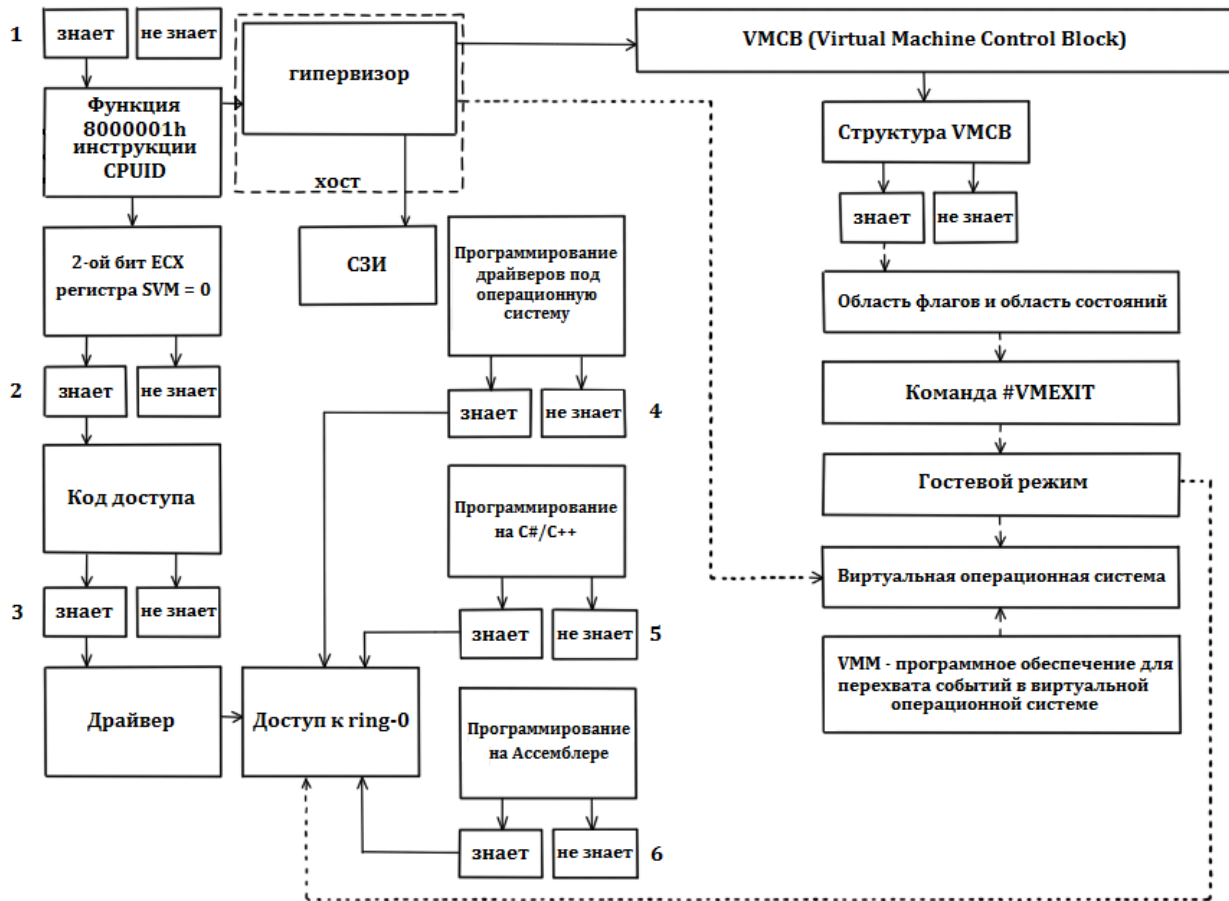 1
знает
не знает
Функция
8000001h
инструкции
CPUID
гипервизор
хост
VMCB (Virtual Machine Control Block)
Структура VMCB
знает
не знает
2-ой бит ECX
регистра SVM = 0
СЗИ
Программирование
драйверов под
операционную
систему
Область флагов и область состояний
2
знает
не знает
знает
не знает
4
Команда #VMEXIT
Код доступа
Программирование
на C#/C++
Гостевой режим
Виртуальная операционная система
3
знает
не знает
знает
не знает
5
VMM - программное обеспечение для
перехвата событий в виртуальной
операционной системе
Драйвер
Доступ к ring-0
Программирование
на Ассемблере
знает
не знает
6